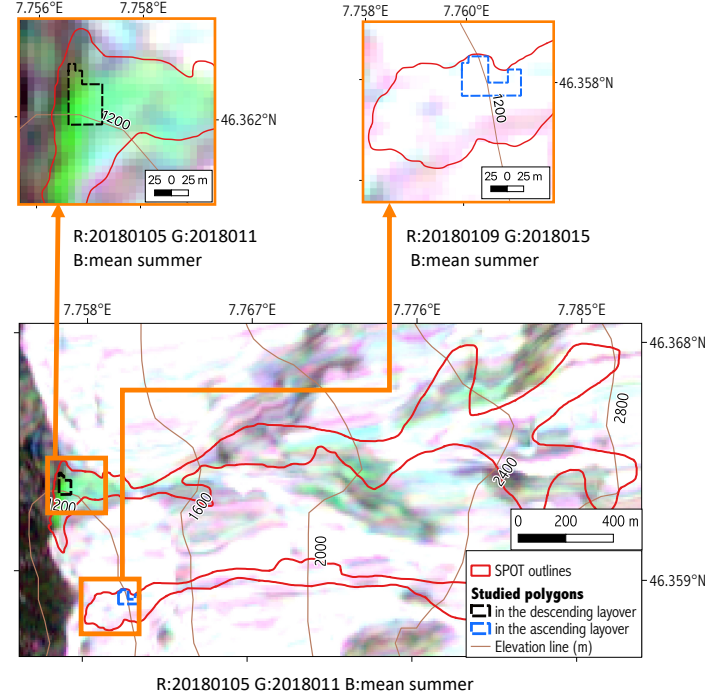 7.756°E 7.758°E
7.758°E 7.760°E
1200
46.362°N
25 0 25 m
1200
46.358°N
25 0 25 m
R:20180105 G:2018011
B:mean summer
R:20180109 G:2018015
B:mean summer
7.758°E 7.767°E 7.776°E 7.785°E
46.368°N
2800
2400
1200
1600
2000
0 200 400 m
46.359°N
SPOT outlines
Studied polygons
in the descending layover
in the ascending layover
Elevation line (m)
R:20180105 G:2018011 B:mean summer